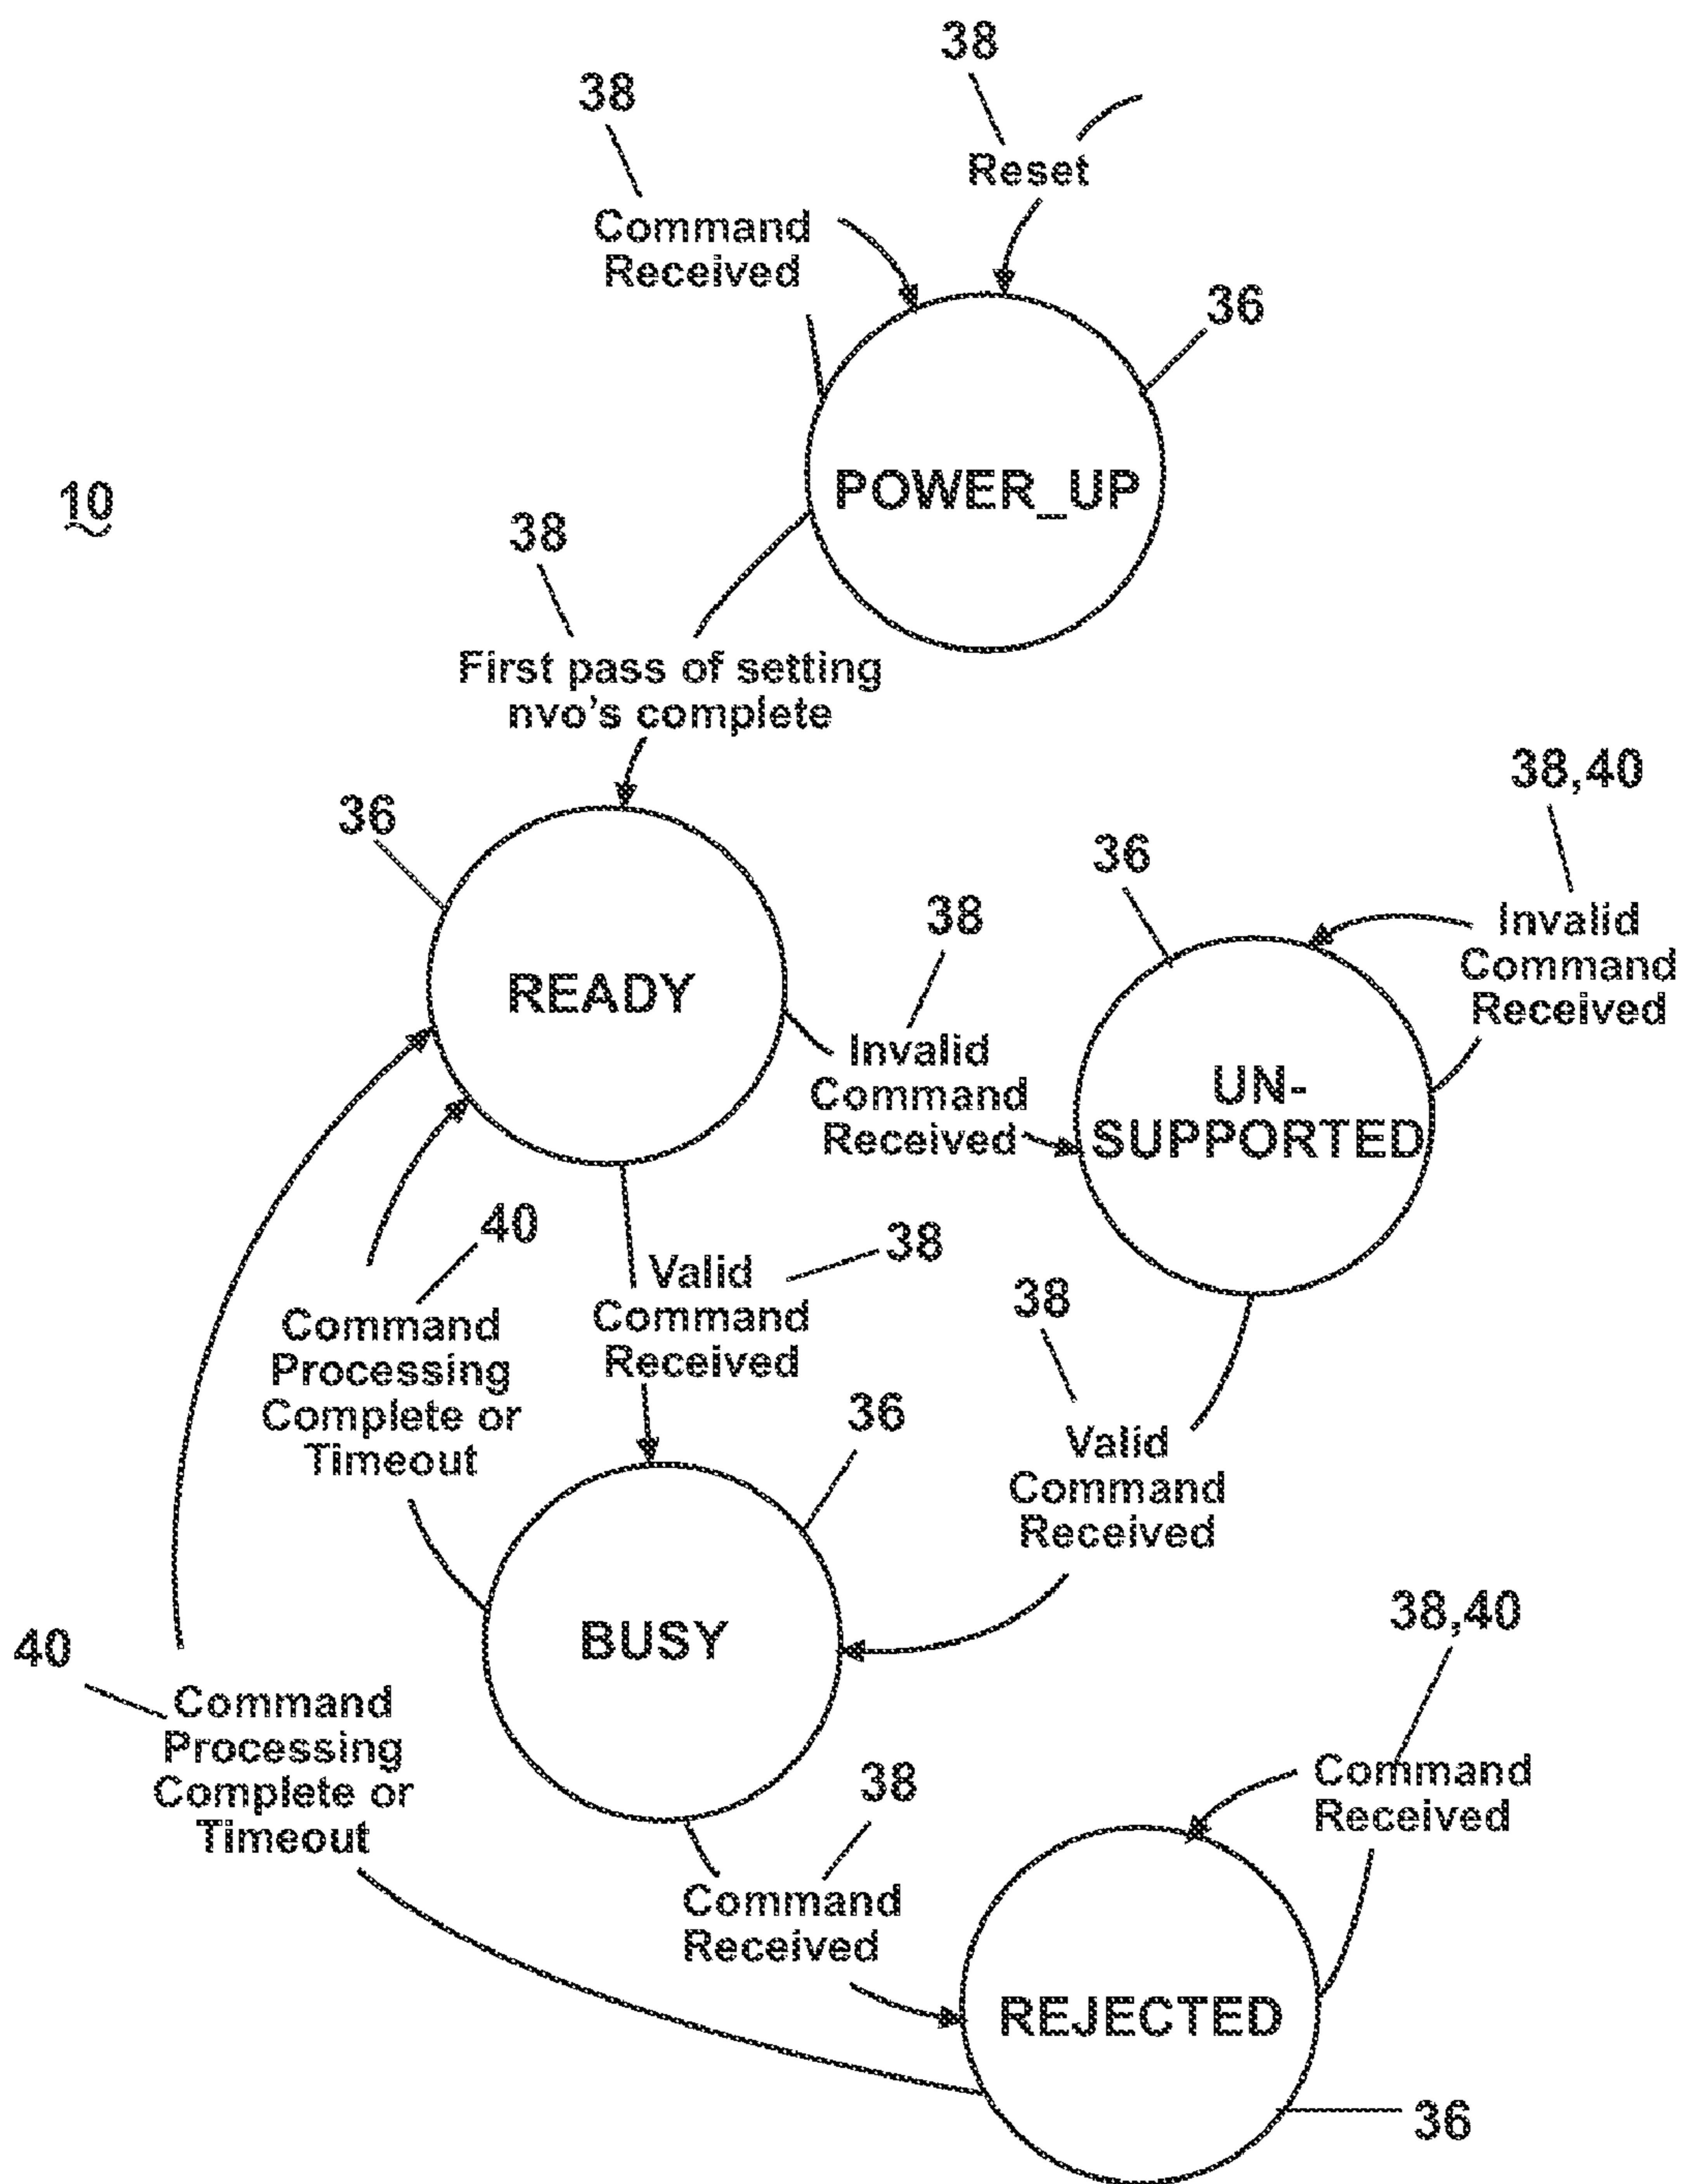 38
38
Reset
Command
Received
36
POWER_UP
10
38
First pass of setting
nvo's complete
38,40
36
36
38
Invalid
Command
Received
READY
Invalid
Command
Received
UN-
SUPPORTED
40
38
Valid
Command
Received
38
Command
Processing
Complete or
Timeout
36
Valid
Command
Received
38,40
BUSY
40
Command
Processing
Complete or
Timeout
38
Command
Received
Command
Received
REJECTED
36